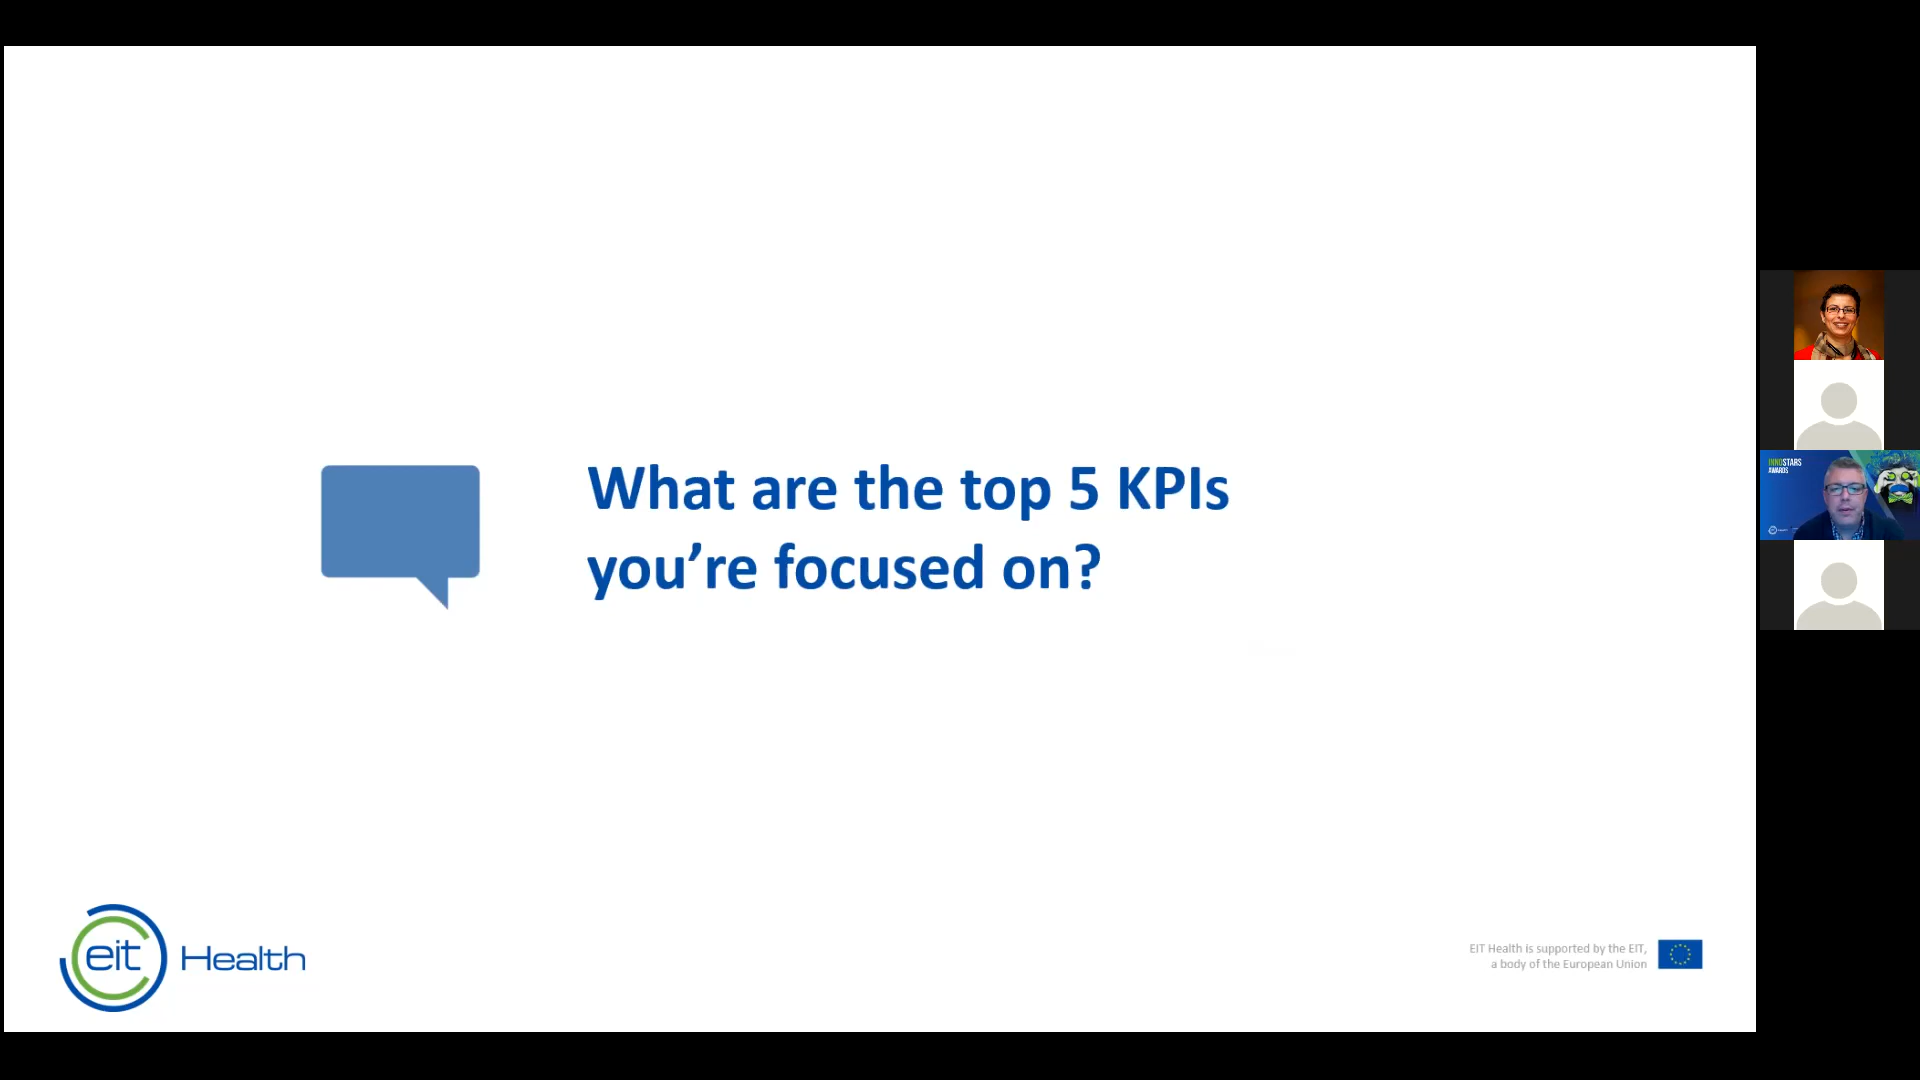 What are the top 5 KPIs
you're focused on?
eit Health
EIT Health is supported by the EIT,
a body of the European Union
INNOSTARS
AWARDS